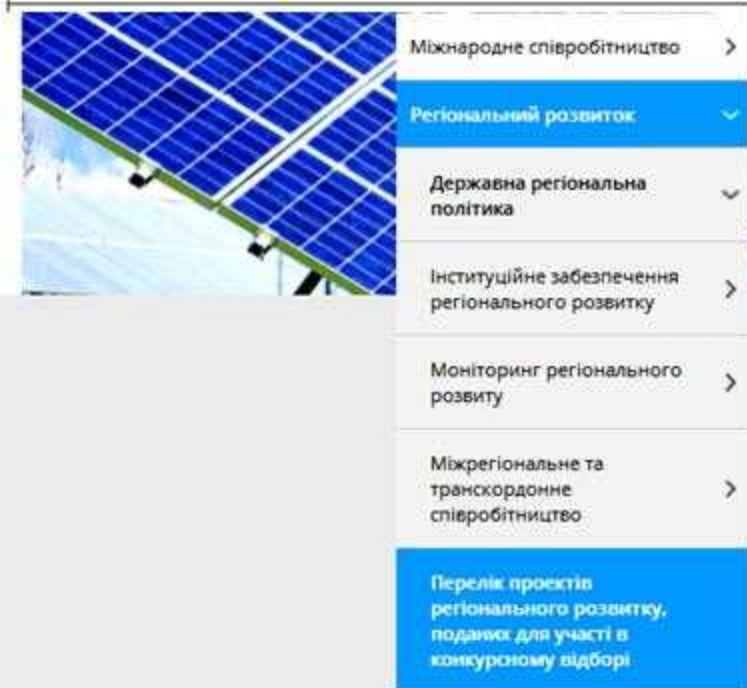 Міжнародне співробітництво
Регіональний розвиток
Державна регіональна
політика
Інституційне забезпечення
регіонального розвитку
Моніторинг регіонального
розвиту
Міжрегіональне та
транскордонне
співробітництво
Перелік проектів
регіонального розвитку,
поданих для участі в
конкурсному відборі